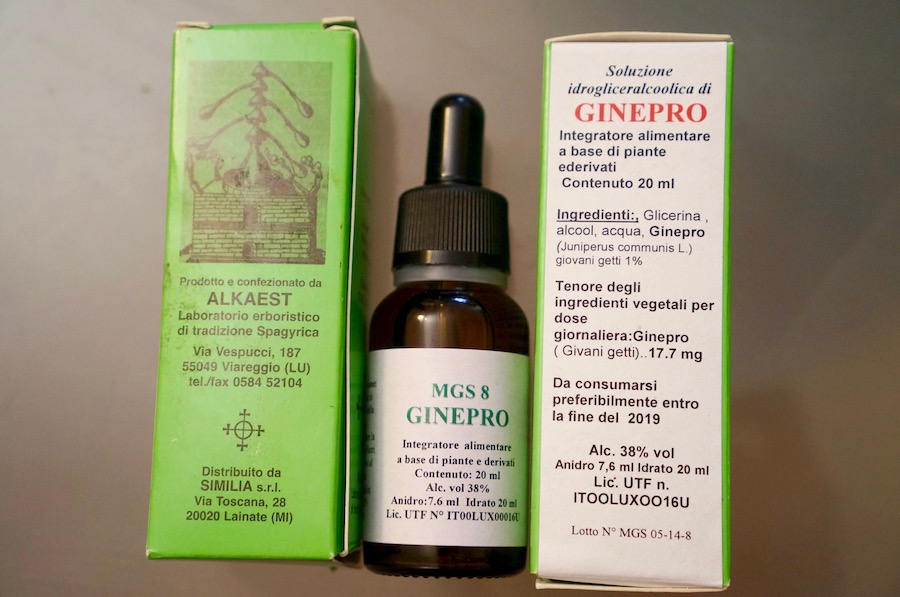 Prodotto e confezionato da
ALKAEST
Laboratorio erboristico
di tradizione Spagyrica
Via Vespucci, 187
55049 Viareggio (LU)
tel./fax 0584 52104
Distribuito da
SIMILIA s.r.l.
Via Toscana, 28
20020 Lainate (MI)
MGS 8
GINEPRO
Integratore alimentare
a base di piante e derivati
Contenuto: 20 ml
Alc. vol 38%
Anidro:7.6 ml Idrato 20 ml
Lic. UTF N° IT00LUX00016U
Soluzione
idrogliceralcoolica di
GINEPRO
Integratore alimentare
a base di piante
ederivati
Contenuto 20 ml
Ingredienti:, Glicerina ,
alcool, acqua, Ginepro
(Juniperus communis L.)
giovani getti 1%
Tenore degli
ingredienti vegetali per
dose
giornaliera:Ginepro
( Givani getti)..17.7 mg
Da consumarsi
preferibilmente entro
la fine del 2019
Alc. 38% vol
Anidro 7,6 ml Idrato 20 ml
Lic. UTF n.
ITOOLUXOO16U
Lotto N° MGS 05-14-8